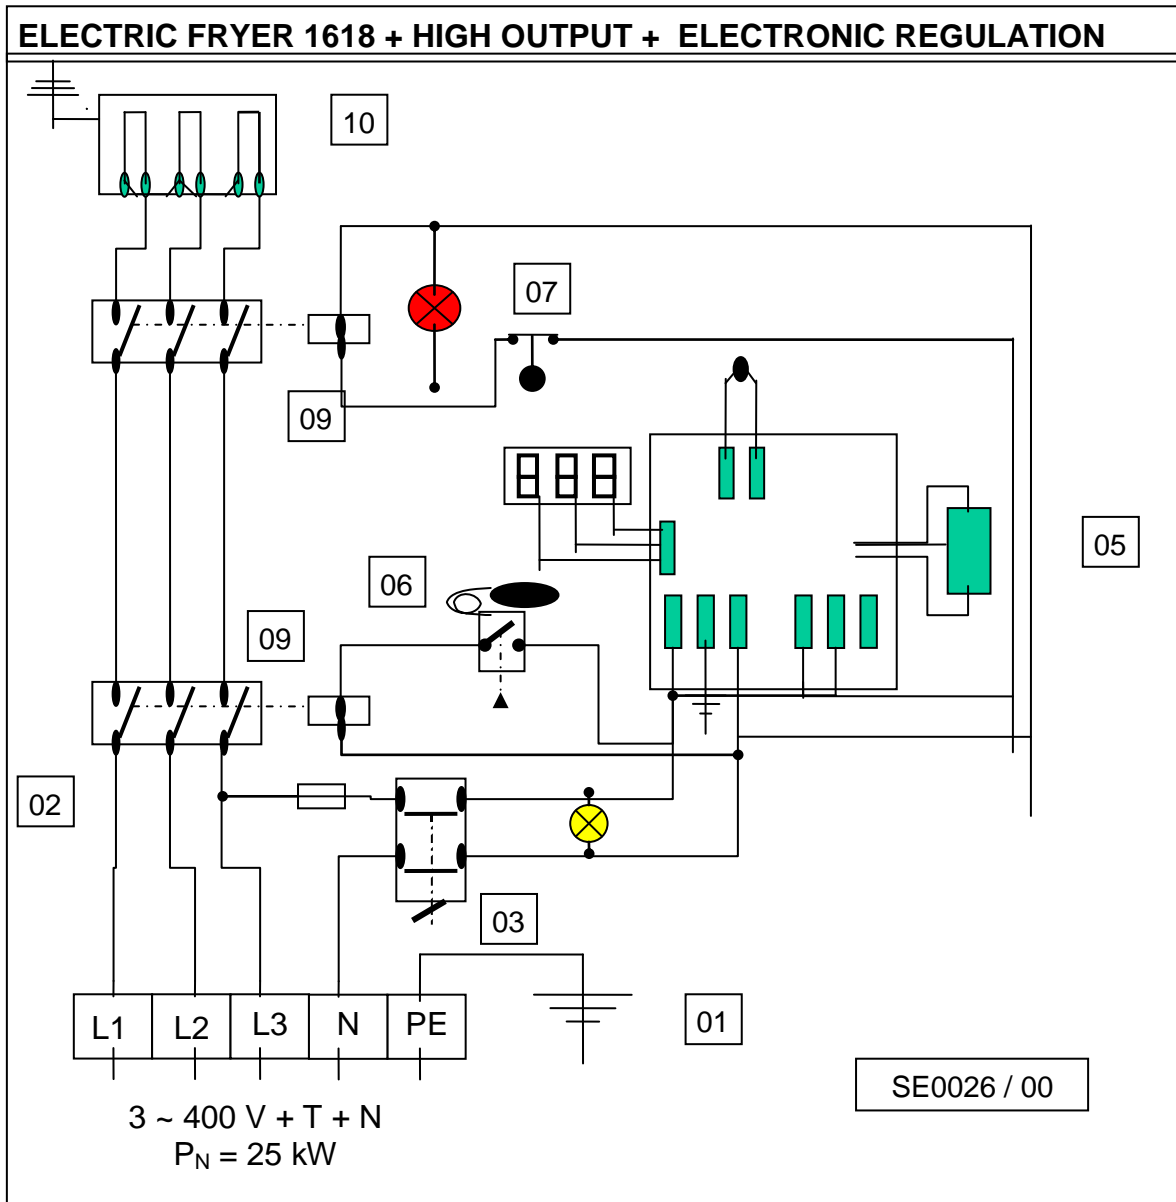 ELECTRIC FRYER 1618 + HIGH OUTPUT + ELECTRONIC REGULATION
10
07
09
05
06
09
02
03
L1 L2 L3 N PE
01
SE0026 / 00
3 ~ 400 V + T + N
PN = 25 kW